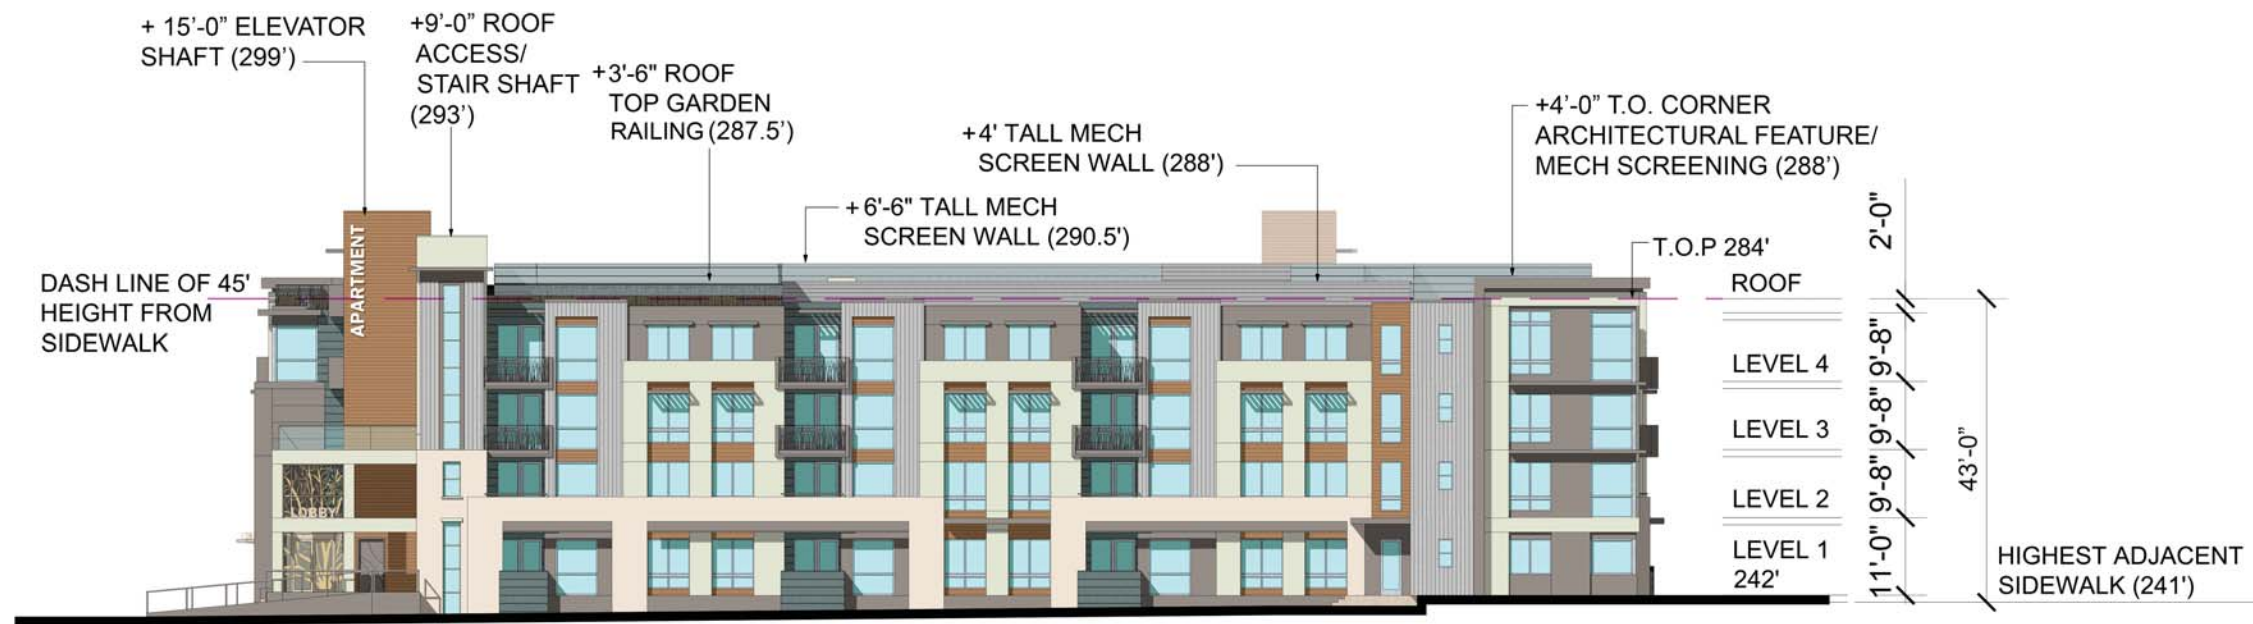 + 15'-0" ELEVATOR
SHAFT (299')
+9'-0" ROOF
ACCESS/
STAIR SHAFT
(293')
+3'-6" ROOF
TOP GARDEN
RAILING (287.5')
+ 6'-6" TALL MECH
SCREEN WALL (290.5')
+4' TALL MECH
SCREEN WALL (288')
+4'-0" T.O. CORNER
ARCHITECTURAL FEATURE/
MECH SCREENING (288')
T.O.P 284'
DASH LINE OF 45'
HEIGHT FROM
SIDEWALK
APARTMENT
LOBBY
ROOF
LEVEL 4
LEVEL 3
LEVEL 2
LEVEL 1
242'
2'-0"
9'-8"
9'-8"
9'-8"
11'-0"
43'-0"
HIGHEST ADJACENT
SIDEWALK (241')